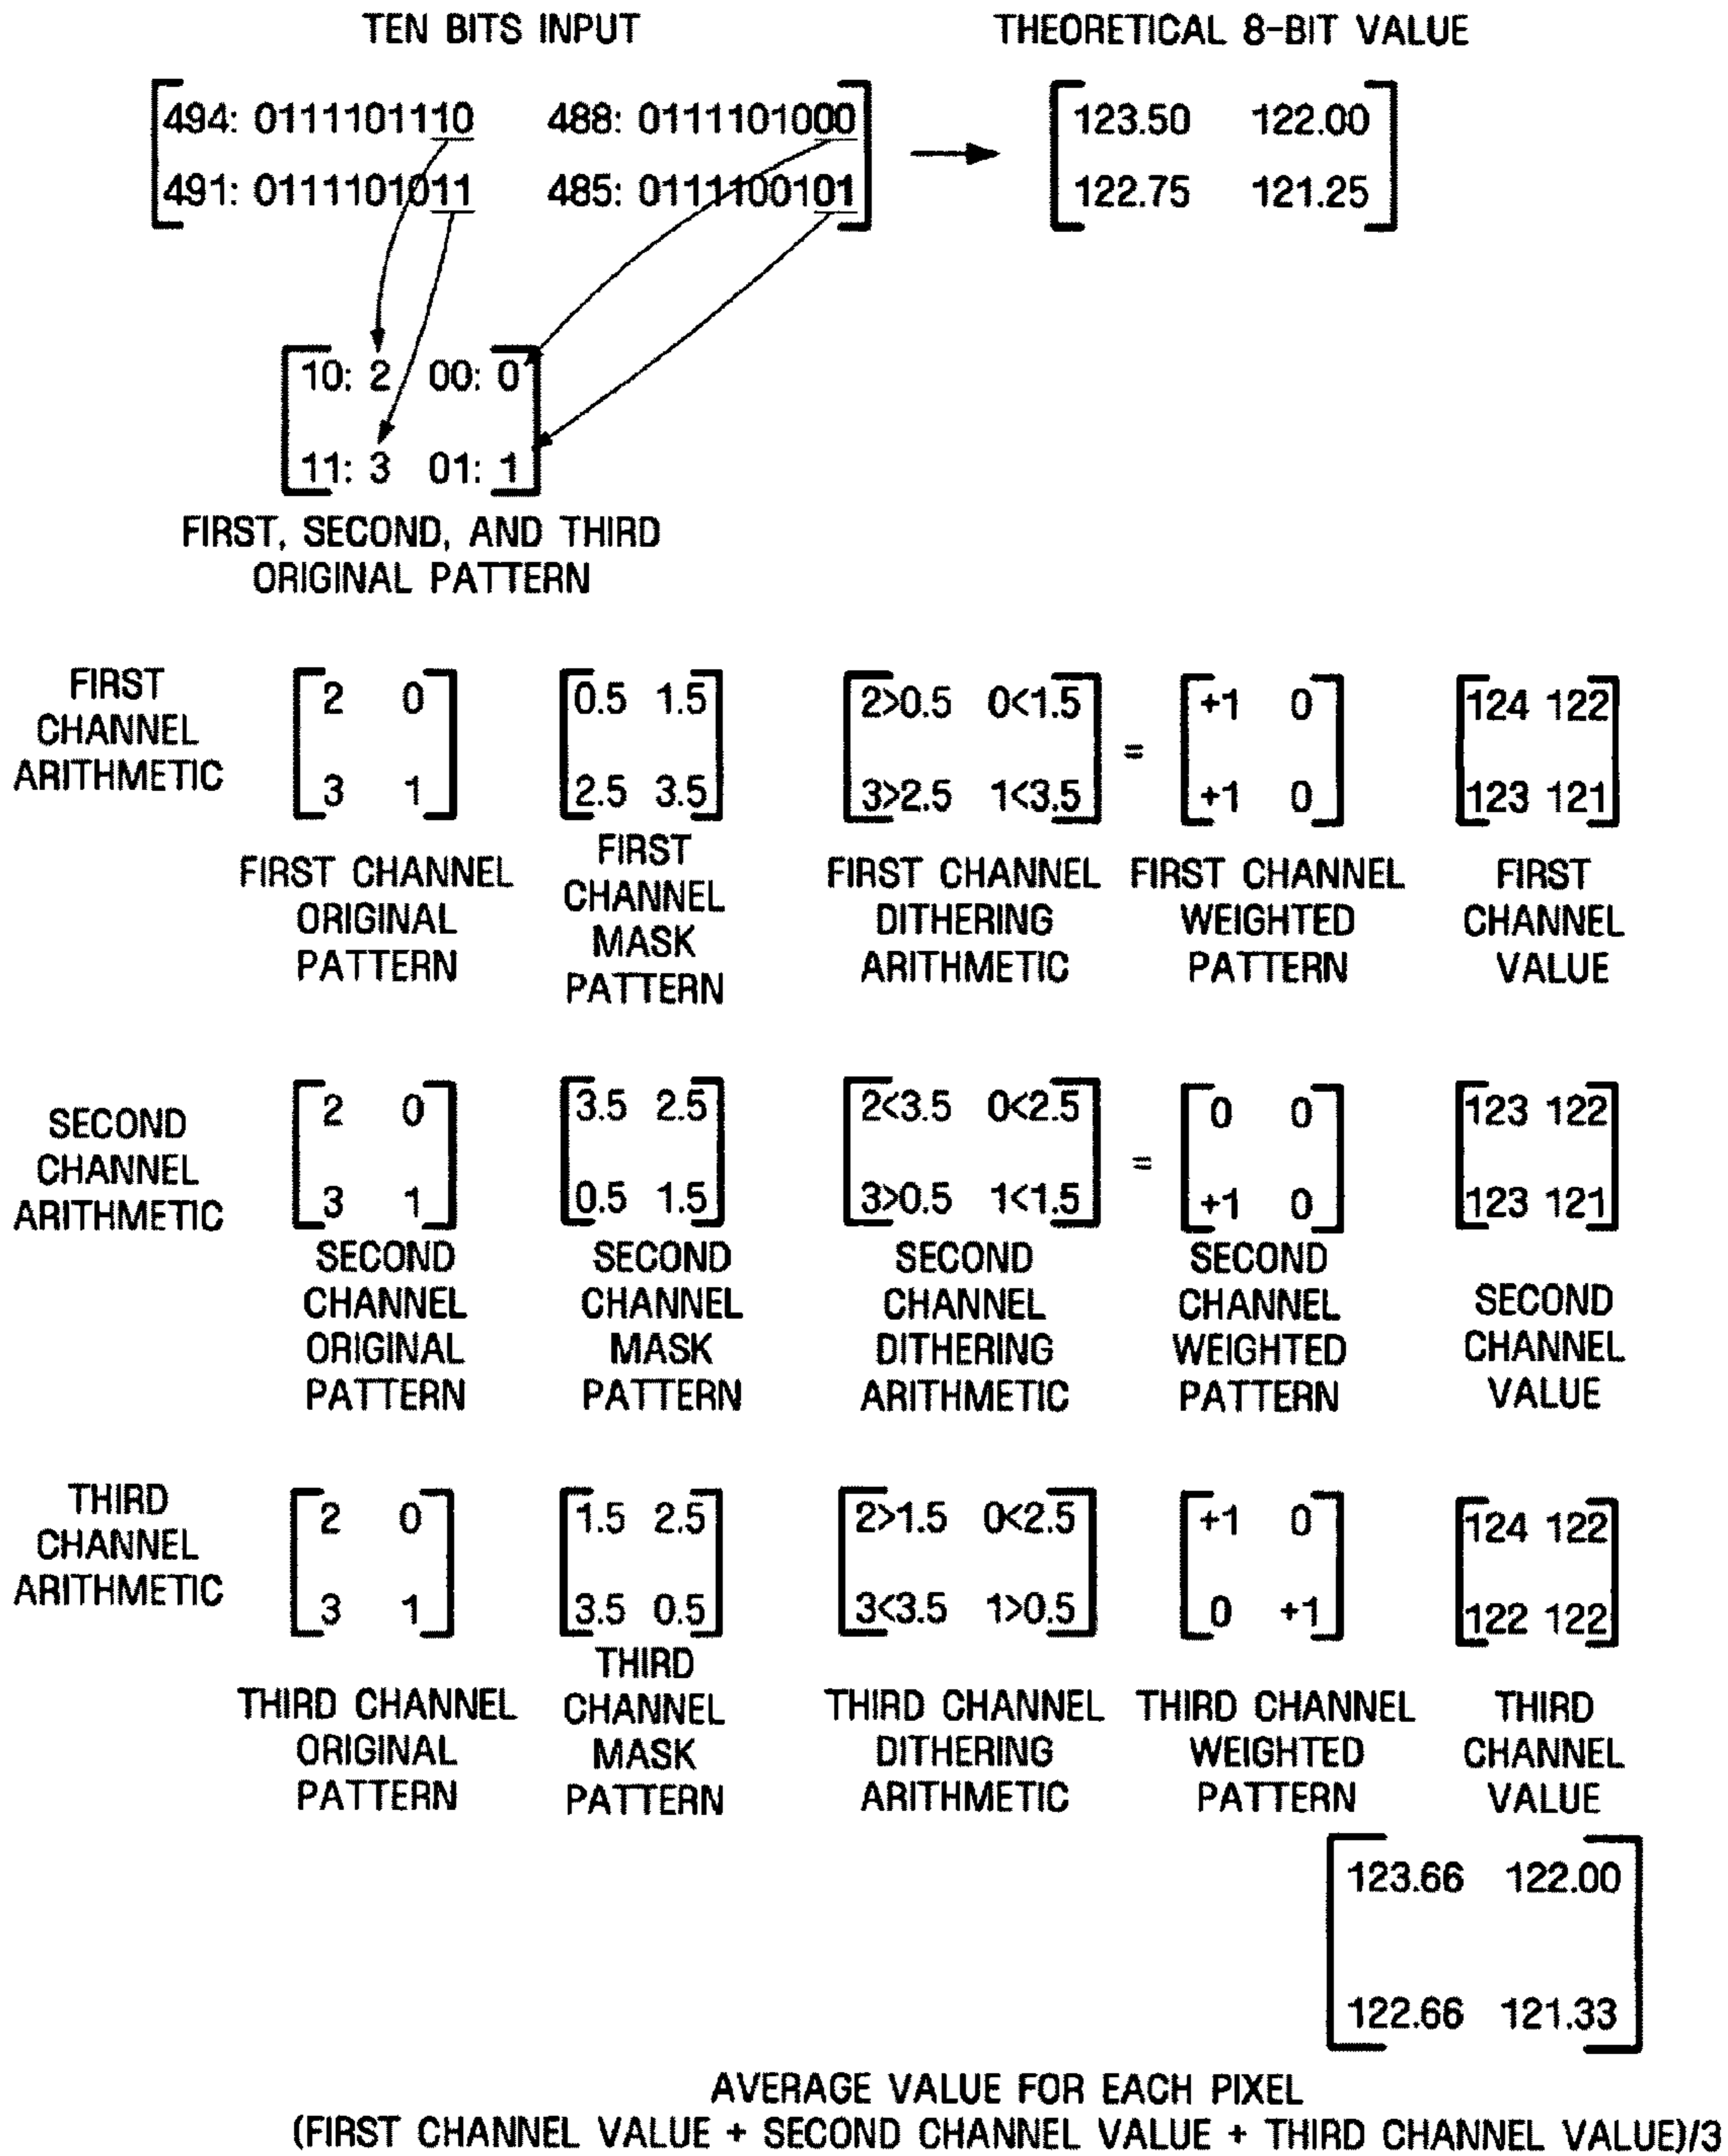 TEN BITS INPUT THEORETICAL 8-BIT VALUE
494: 0111101110 488: 0111101000 123.50 122.00
491: 0111101011 485: 0111100101 122.75 121.25
10: 2 00: 0
11: 3 01: 1
FIRST, SECOND, AND THIRD
ORIGINAL PATTERN
FIRST
CHANNEL
ARITHMETIC
2 0
3 1
0.5 1.5
2.5 3.5
2>0.5 0<1.5
3>2.5 1<3.5
=
+1 0
+1 0
124 122
123 121
FIRST CHANNEL
ORIGINAL
PATTERN
FIRST
CHANNEL
MASK
PATTERN
FIRST CHANNEL
DITHERING
ARITHMETIC
FIRST CHANNEL
WEIGHTED
PATTERN
FIRST
CHANNEL
VALUE
SECOND
CHANNEL
ARITHMETIC
2 0
3 1
3.5 2.5
0.5 1.5
2<3.5 0<2.5
3>0.5 1<1.5
=
0 0
+1 0
123 122
123 121
SECOND
CHANNEL
ORIGINAL
PATTERN
SECOND
CHANNEL
MASK
PATTERN
SECOND
CHANNEL
DITHERING
ARITHMETIC
SECOND
CHANNEL
WEIGHTED
PATTERN
SECOND
CHANNEL
VALUE
THIRD
CHANNEL
ARITHMETIC
2 0
3 1
1.5 2.5
3.5 0.5
2>1.5 0<2.5
3<3.5 1>0.5
+1 0
0 +1
124 122
122 122
THIRD CHANNEL
ORIGINAL
PATTERN
THIRD
CHANNEL
MASK
PATTERN
THIRD CHANNEL
DITHERING
ARITHMETIC
THIRD CHANNEL
WEIGHTED
PATTERN
THIRD
CHANNEL
VALUE
123.66 122.00
122.66 121.33
AVERAGE VALUE FOR EACH PIXEL
(FIRST CHANNEL VALUE + SECOND CHANNEL VALUE + THIRD CHANNEL VALUE)/3